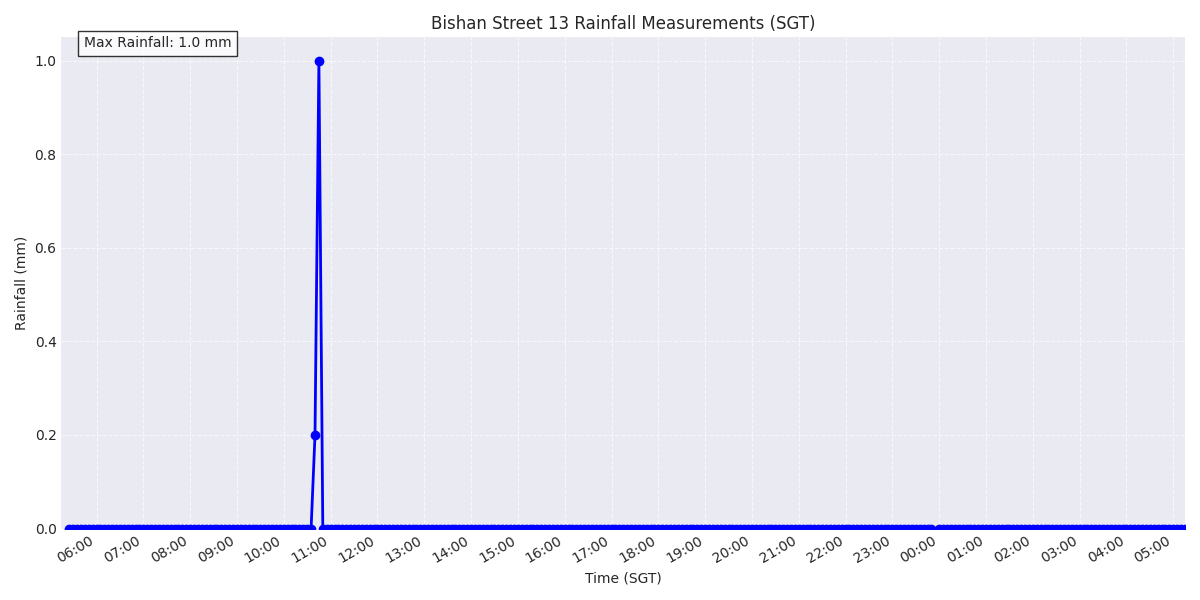 Bishan Street 13 Rainfall Measurements (SGT)
Max Rainfall: 1.0 mm
1.0
0.8
0.6
0.4
0.2
0.0
Rainfall (mm)
06:00 07:00 08:00 09:00 10:00 11:00 12:00 13:00 14:00 15:00 16:00 17:00 18:00 19:00 20:00 21:00 22:00 23:00 00:00 01:00 02:00 03:00 04:00 05:00
Time (SGT)